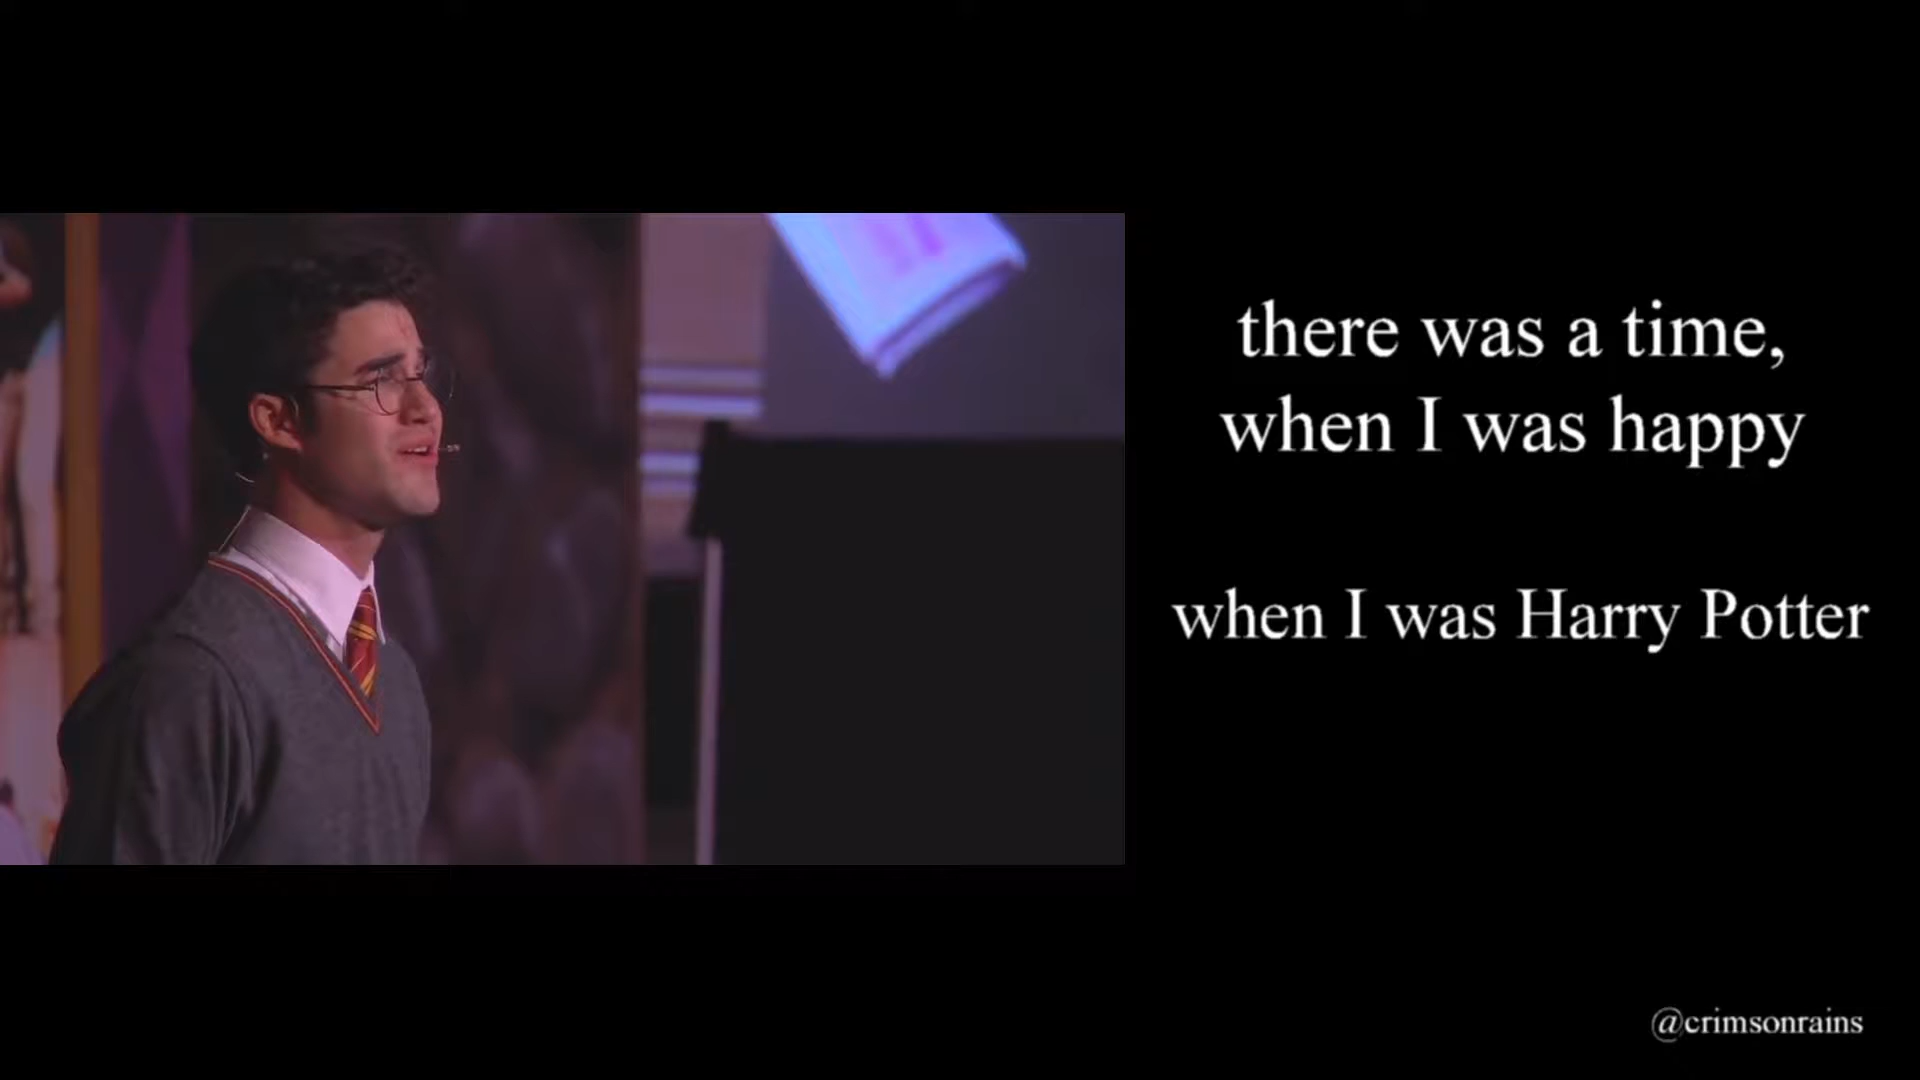 there was a time,
when I was happy
when I was Harry Potter
@crimsonrains